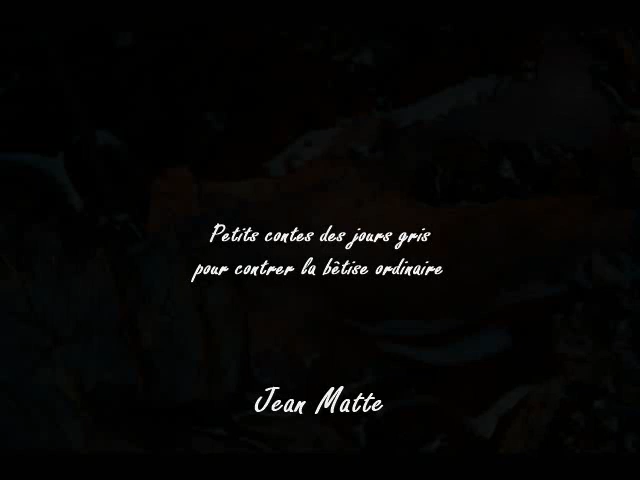 Petits contes des jours gris
pour contrer la bêtise ordinaire
Jean Matte